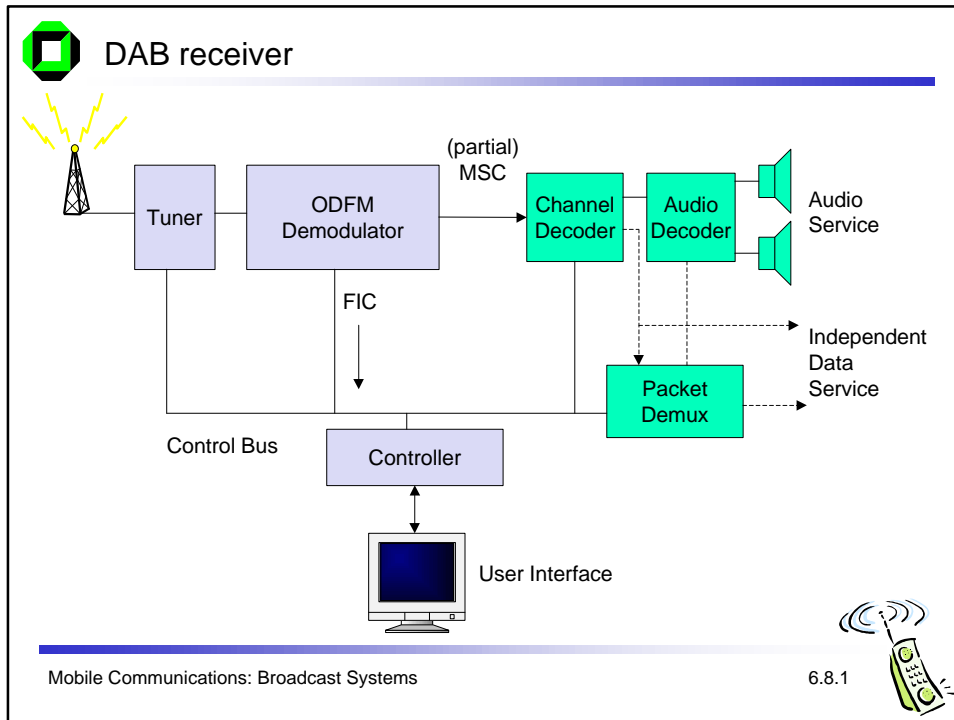 DAB receiver
(partial)
MSC
Tuner
ODFM
Demodulator
Channel
Decoder
Audio
Decoder
Audio
Service
FIC
Independent
Data
Service
Packet
Demux
Control Bus
Controller
User Interface
Mobile Communications: Broadcast Systems
6.8.1